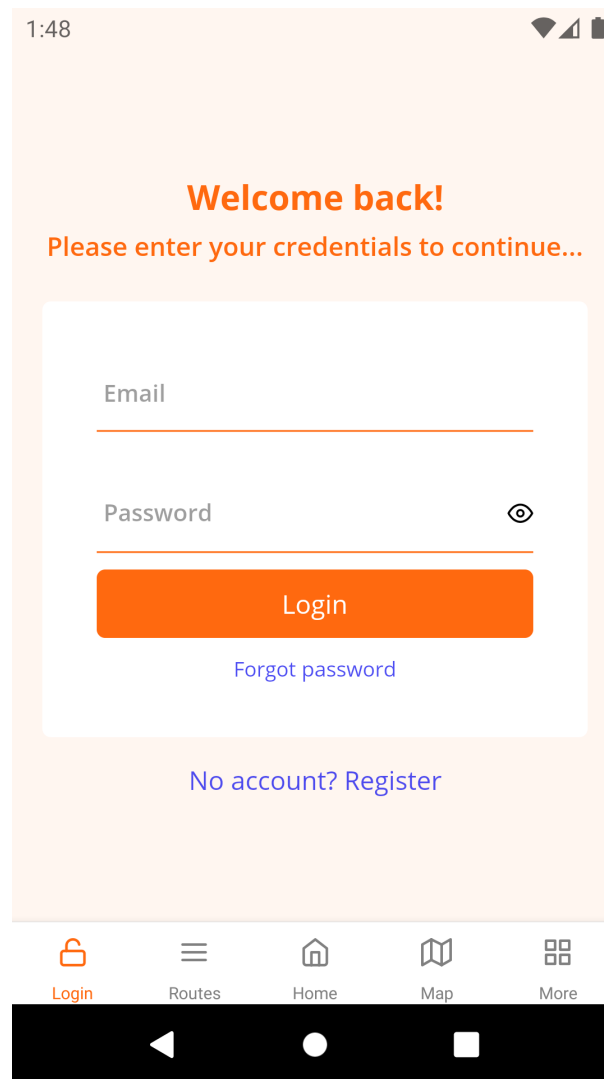 1:48
Welcome back!
Please enter your credentials to continue...
Email
Password
Login
Forgot password
No account? Register
Login Routes Home Map More